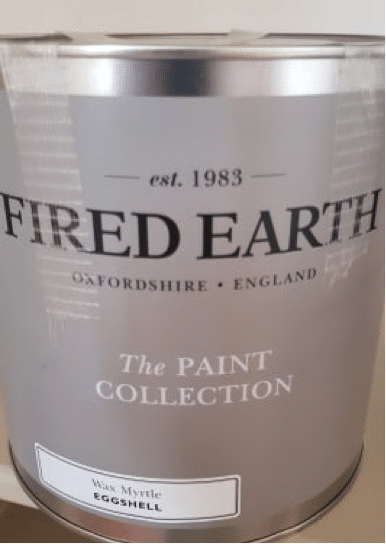 est. 1983
FIRED EARTH
OXFORDSHIRE • ENGLAND
The PAINT
COLLECTION
Wax Myrtle
EGGSHELL